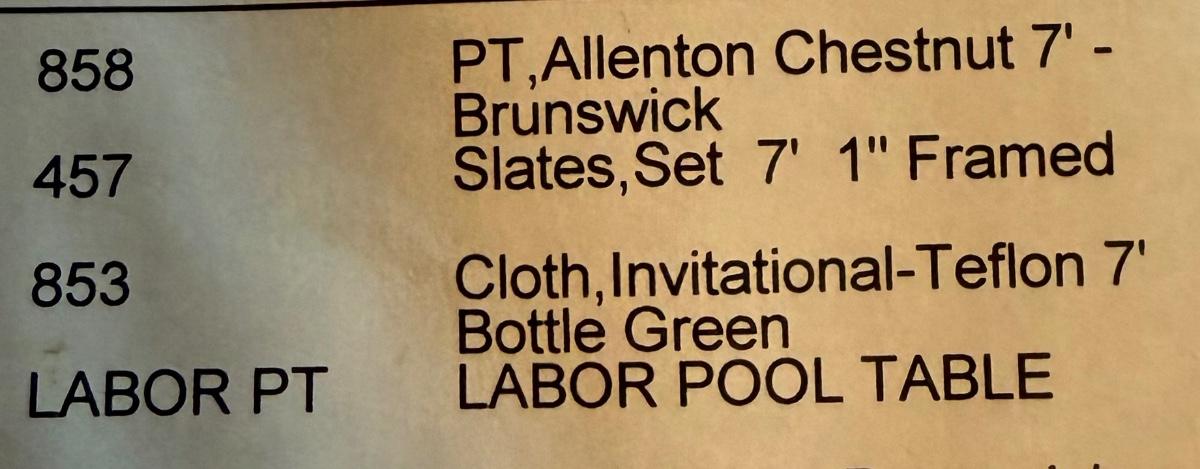 858 PT,Allenton Chestnut 7' -
Brunswick
457 Slates,Set 7' 1" Framed
853 Cloth,Invitational-Teflon 7'
Bottle Green
LABOR PT LABOR POOL TABLE